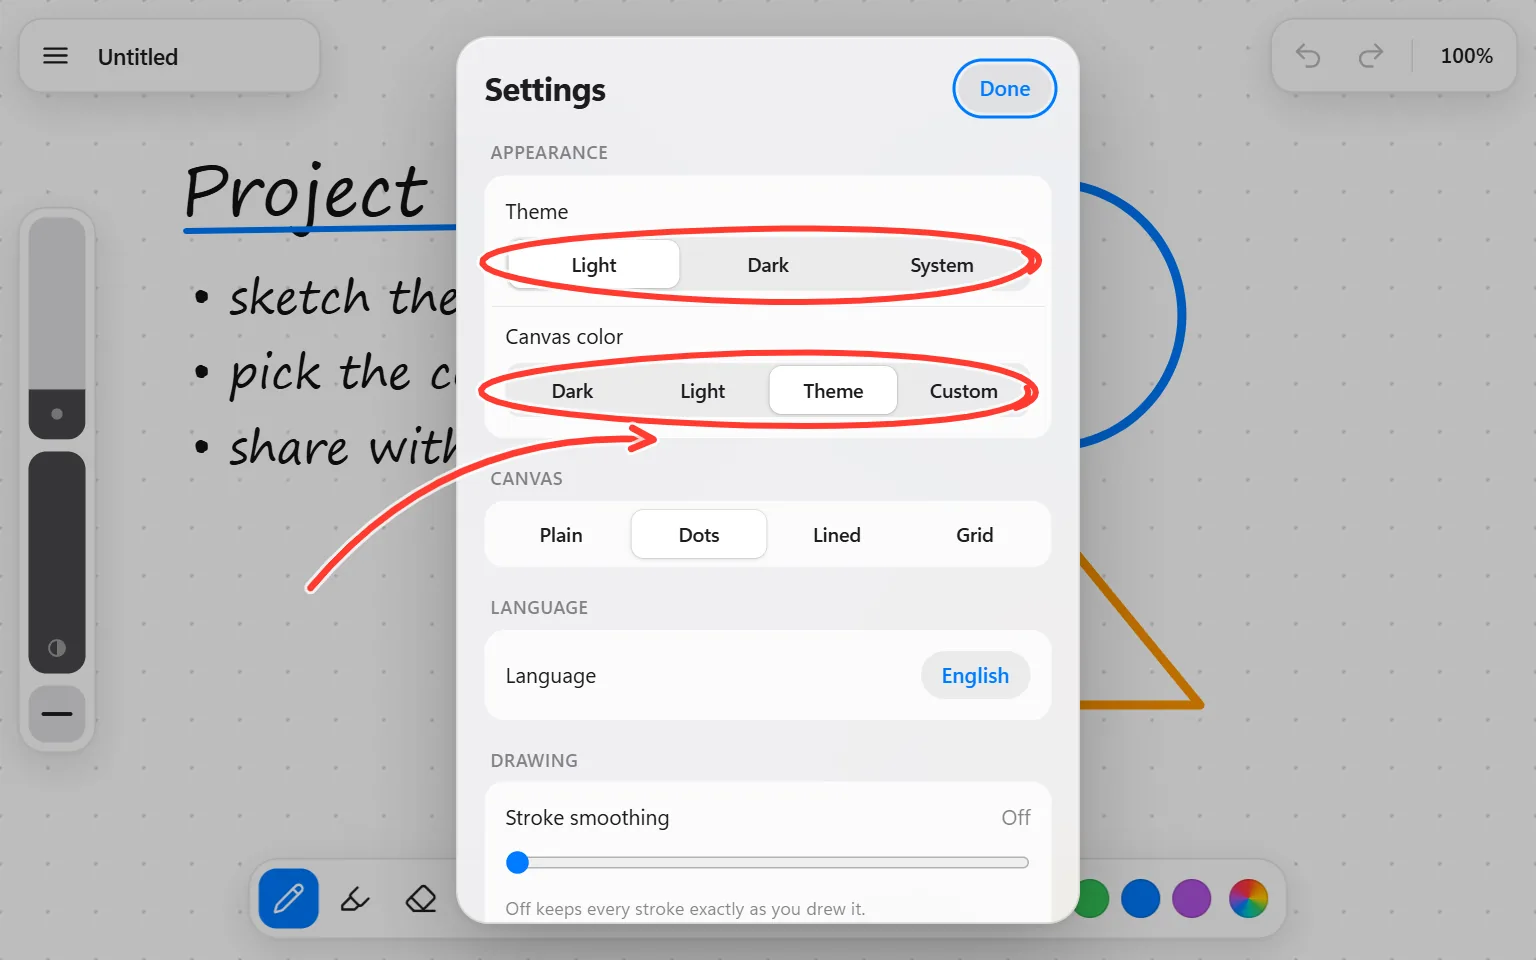 Untitled
100%
Settings
Done
APPEARANCE
Theme
Light Dark System
Canvas color
Dark Light Theme Custom
CANVAS
Plain Dots Lined Grid
LANGUAGE
Language English
DRAWING
Stroke smoothing Off
Off keeps every stroke exactly as you drew it.
Project
• sketch the
• pick the
• share with